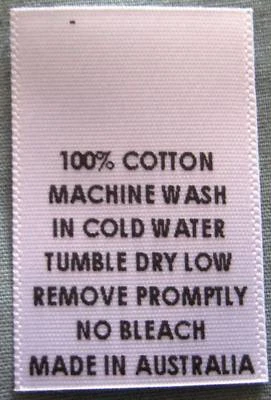 100% COTTON
MACHINE WASH
IN COLD WATER
TUMBLE DRY LOW
REMOVE PROMPTLY
NO BLEACH
MADE IN AUSTRALIA